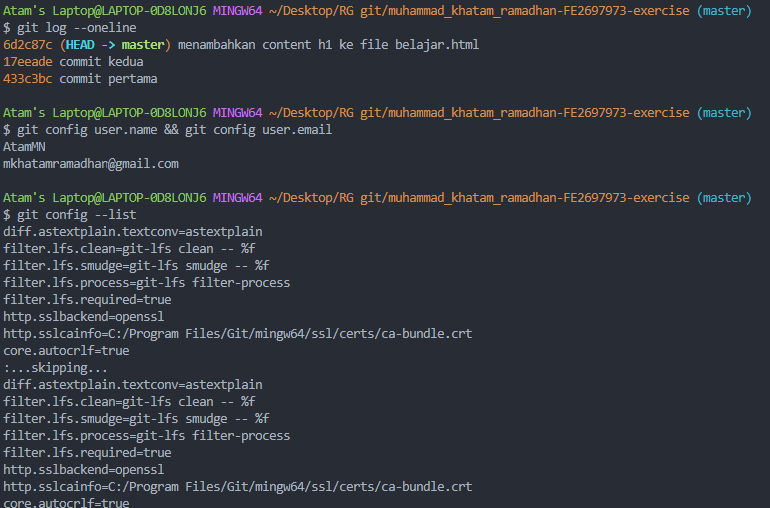 Atam's Laptop@LAPTOP-0D8LONJ6 MINGW64 ~/Desktop/RG git/muhammad_khatam_ramadhan-FE2697973-exercise (master)
$ git log --oneline
6d2c87c (HEAD -> master) menambahkan content h1 ke file belajar.html
17eeade commit kedua
433c3bc commit pertama
Atam's Laptop@LAPTOP-0D8LONJ6 MINGW64 ~/Desktop/RG git/muhammad_khatam_ramadhan-FE2697973-exercise (master)
$ git config user.name && git config user.email
AtamMN
mkhatamramadhan@gmail.com
Atam's Laptop@LAPTOP-0D8LONJ6 MINGW64 ~/Desktop/RG git/muhammad_khatam_ramadhan-FE2697973-exercise (master)
$ git config --list
diff.astextplain.textconv=astextplain
filter.lfs.clean=git-lfs clean -- %f
filter.lfs.smudge=git-lfs smudge -- %f
filter.lfs.process=git-lfs filter-process
filter.lfs.required=true
http.sslbackend=openssl
http.sslcainfo=C:/Program Files/Git/mingw64/ssl/certs/ca-bundle.crt
core.autocrlf=true
:...skipping...
diff.astextplain.textconv=astextplain
filter.lfs.clean=git-lfs clean -- %f
filter.lfs.smudge=git-lfs smudge -- %f
filter.lfs.process=git-lfs filter-process
filter.lfs.required=true
http.sslbackend=openssl
http.sslcainfo=C:/Program Files/Git/mingw64/ssl/certs/ca-bundle.crt
core.autocrlf=true